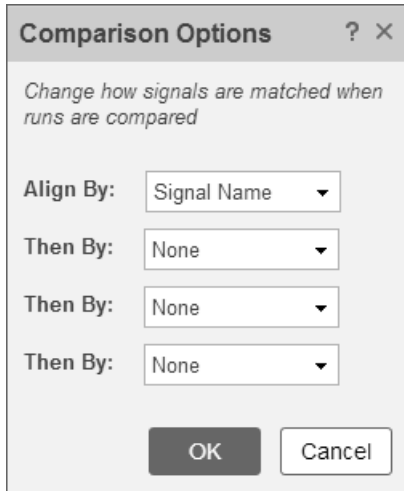 Comparison Options ? ×
Change how signals are matched when
runs are compared
Align By: Signal Name
Then By: None
Then By: None
Then By: None
OK Cancel